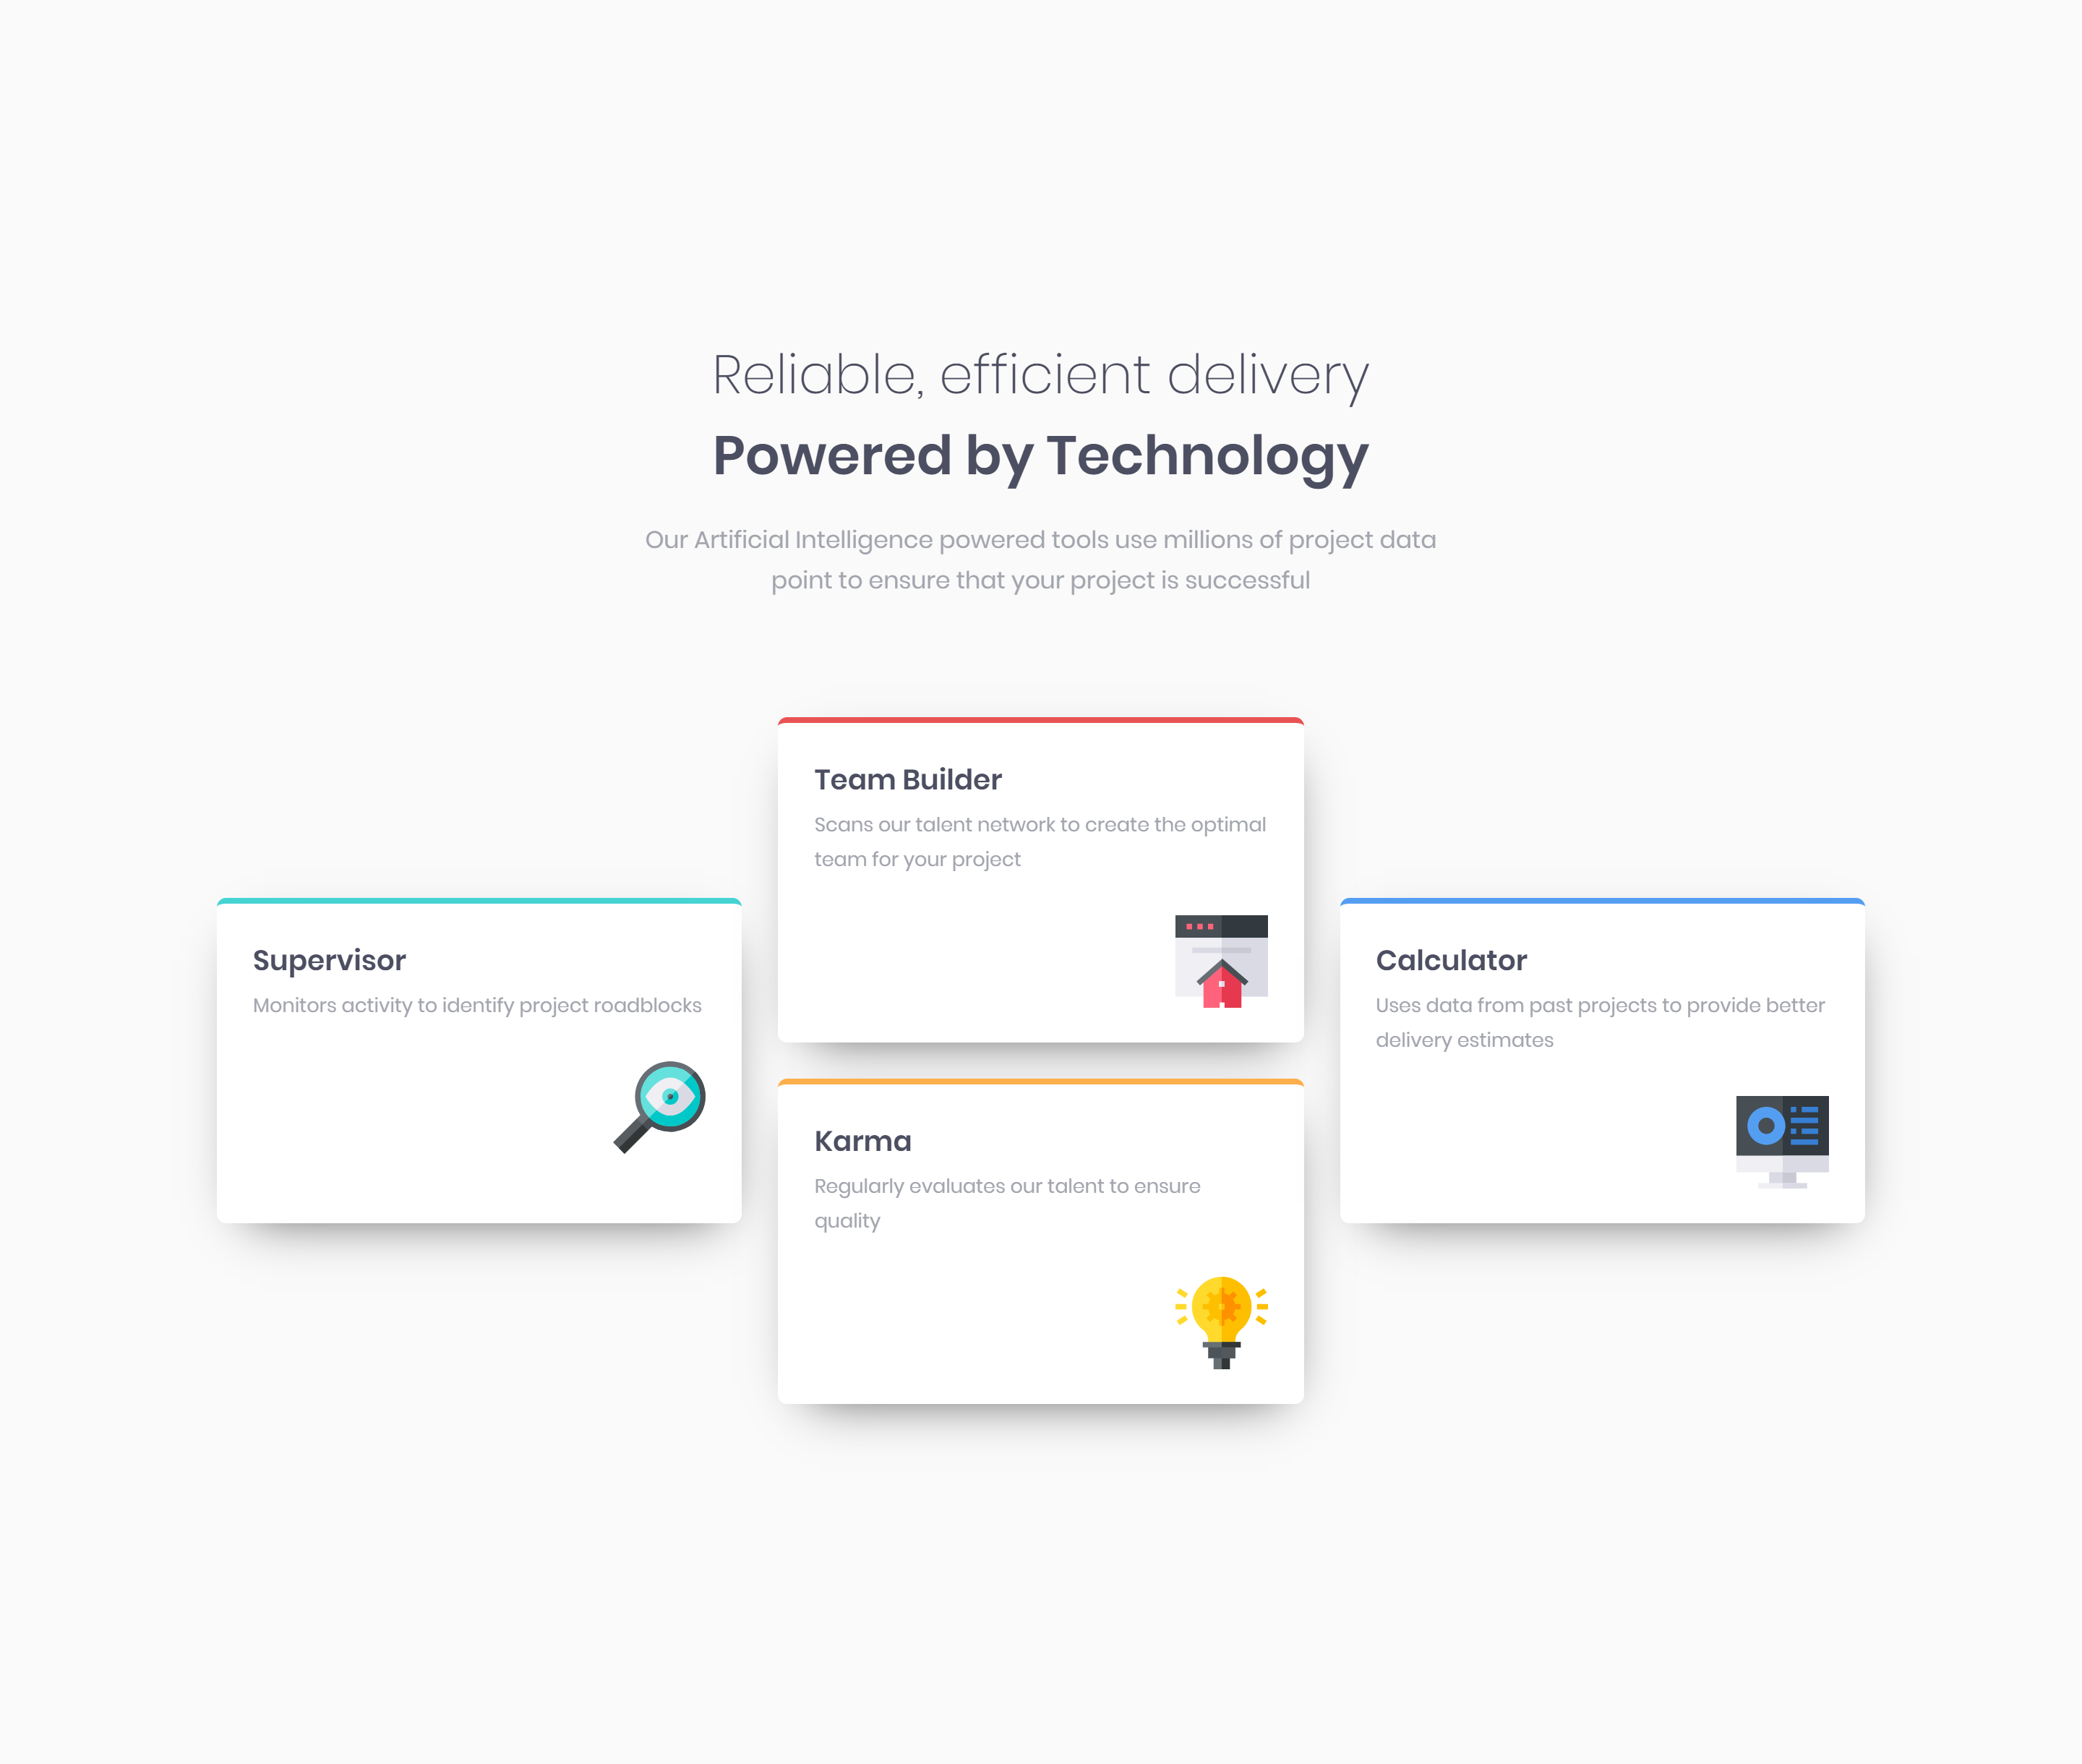 Reliable, efficient delivery
Powered by Technology
Our Artificial Intelligence powered tools use millions of project data
point to ensure that your project is successful
Supervisor
Monitors activity to identify project roadblocks
Team Builder
Scans our talent network to create the optimal
team for your project
Karma
Regularly evaluates our talent to ensure
quality
Calculator
Uses data from past projects to provide better
delivery estimates